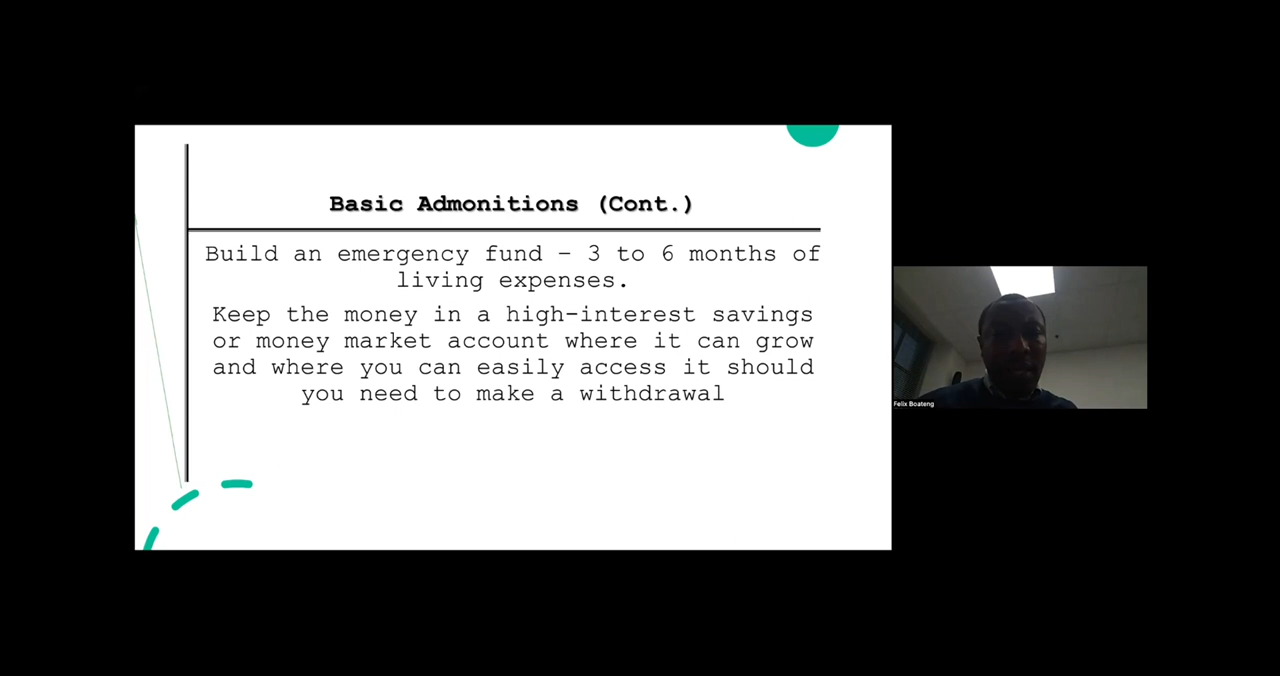 Basic Admonitions (Cont.)
Build an emergency fund – 3 to 6 months of
living expenses.
Keep the money in a high-interest savings
or money market account where it can grow
and where you can easily access it should
you need to make a withdrawal
Felix Boateng